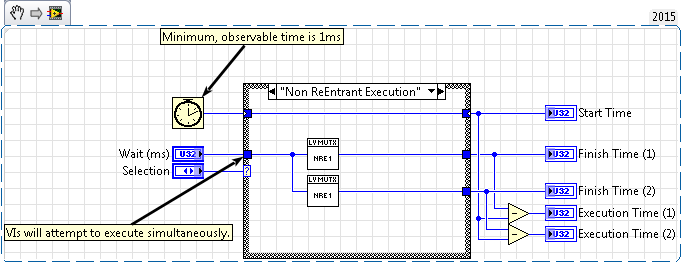 2015
Minimum, observable time is 1ms
"Non ReEntrant Execution"
U32 Start Time
LVMUTX
Wait (ms) U32
NRE1
U32 Finish Time (1)
Selection
?
LVMUTX
NRE1
U32 Finish Time (2)
U32 Execution Time (1)
VIs will attempt to execute simultaneously.
U32 Execution Time (2)